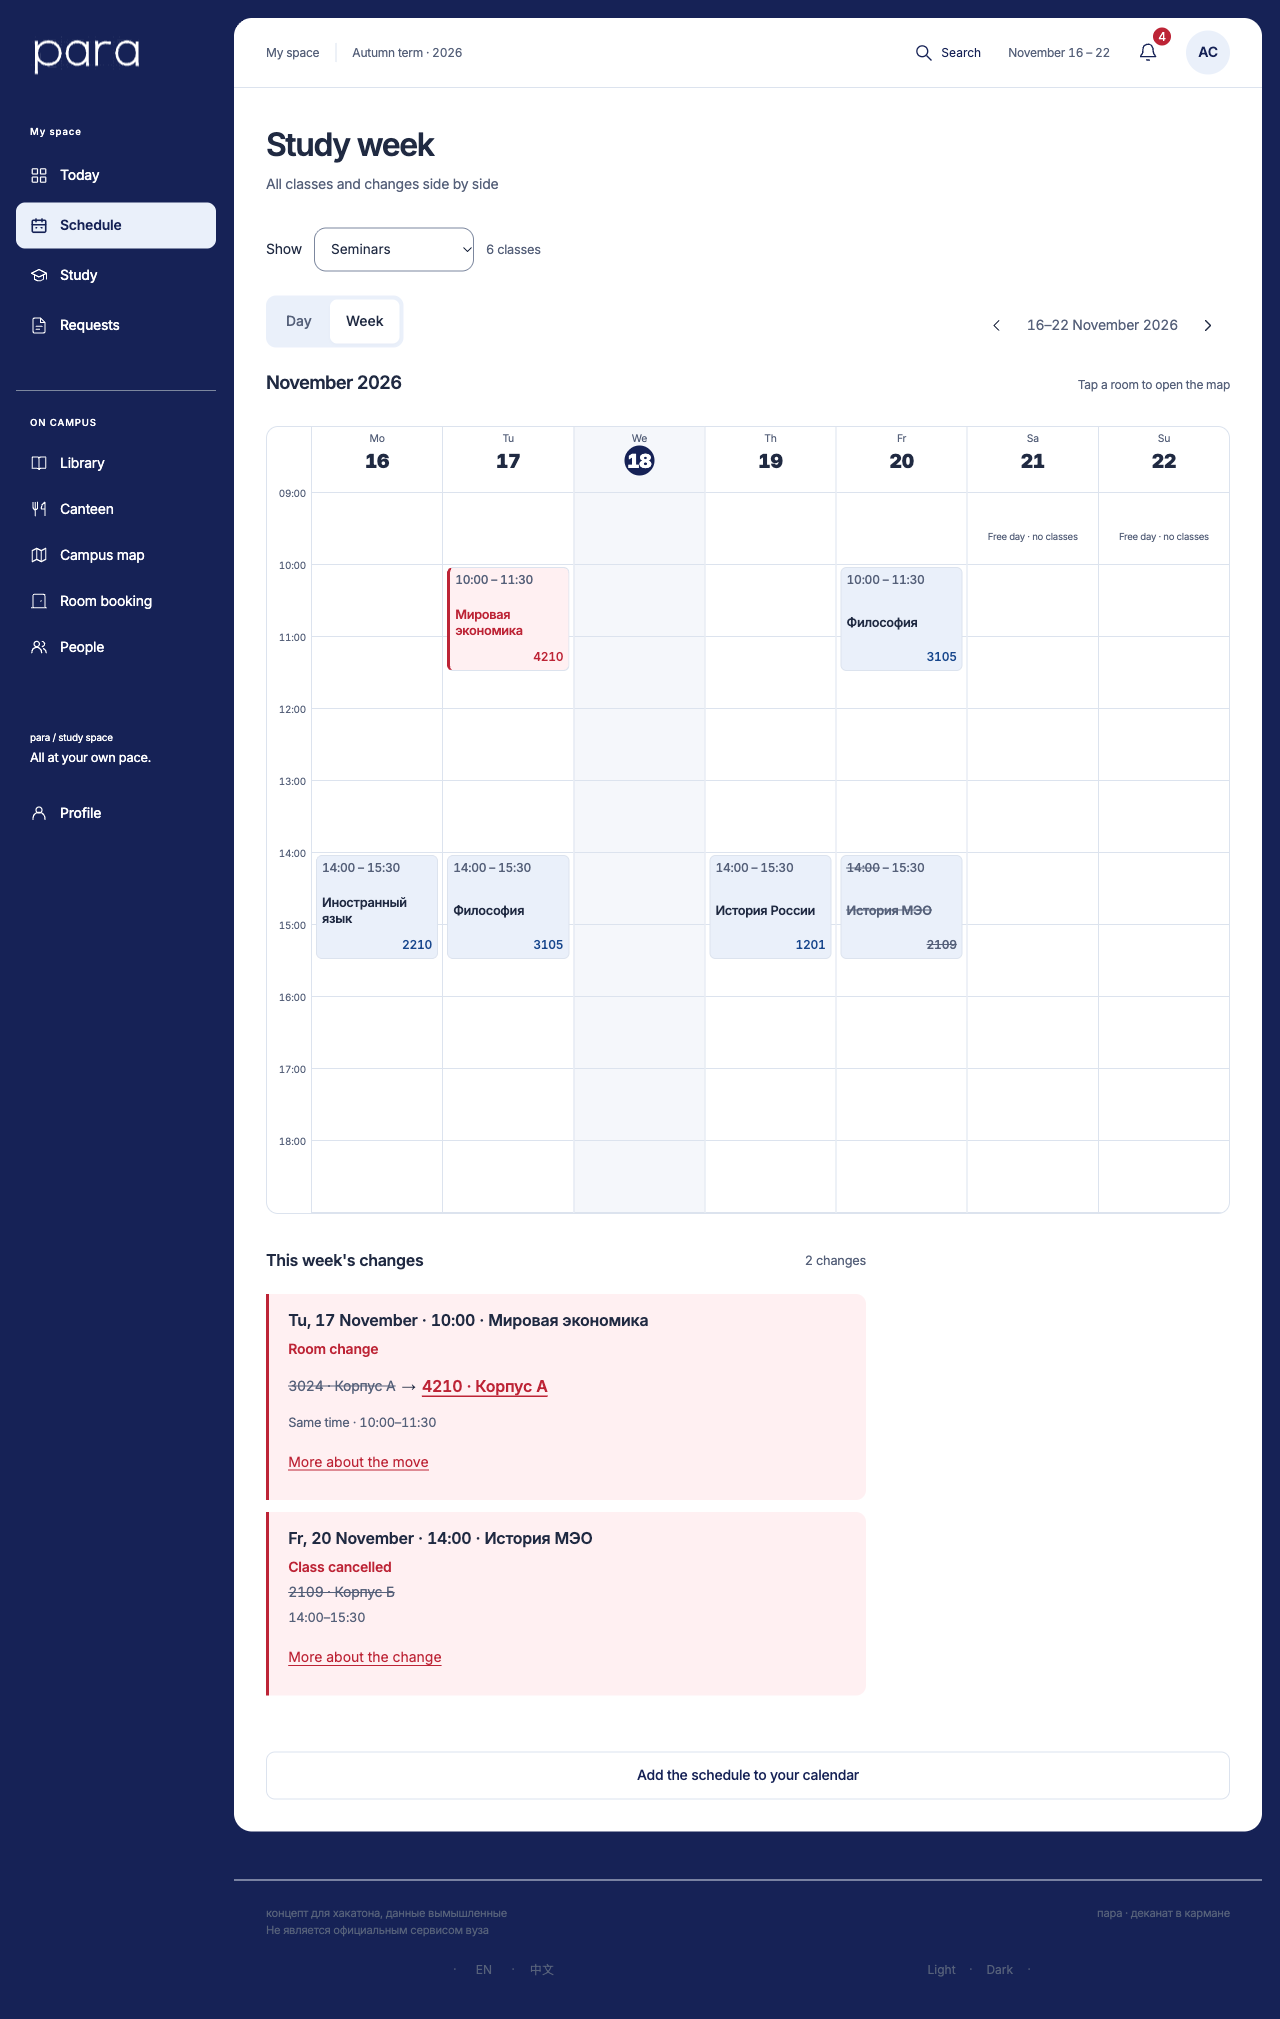 para
My space
Today
Schedule
Study
Requests
ON CAMPUS
Library
Canteen
Campus map
Room booking
People
para / study space
All at your own pace.
Profile
My space
Autumn term · 2026
Search
November 16 – 22
4
AC
Study week
All classes and changes side by side
Show
Seminars
6 classes
Day
Week
16–22 November 2026
November 2026
Tap a room to open the map
Mo
16
Tu
17
We
18
Th
19
Fr
20
Sa
21
Su
22
09:00
Free day · no classes
Free day · no classes
10:00
10:00 – 11:30
Мировая
экономика
4210
10:00 – 11:30
Философия
3105
11:00
12:00
13:00
14:00
14:00 – 15:30
Иностранный
язык
2210
14:00 – 15:30
Философия
3105
14:00 – 15:30
История России
1201
14:00 – 15:30
История МЭО
2109
15:00
16:00
17:00
18:00
This week's changes
2 changes
Tu, 17 November · 10:00 · Мировая экономика
Room change
3024 · Корпус А → 4210 · Корпус А
Same time · 10:00–11:30
More about the move
Fr, 20 November · 14:00 · История МЭО
Class cancelled
2109 · Корпус Б
14:00–15:30
More about the change
Add the schedule to your calendar
концепт для хакатона, данные вымышленные
Не является официальным сервисом вуза
пара · деканат в кармане
· EN · 中文
Light · Dark ·